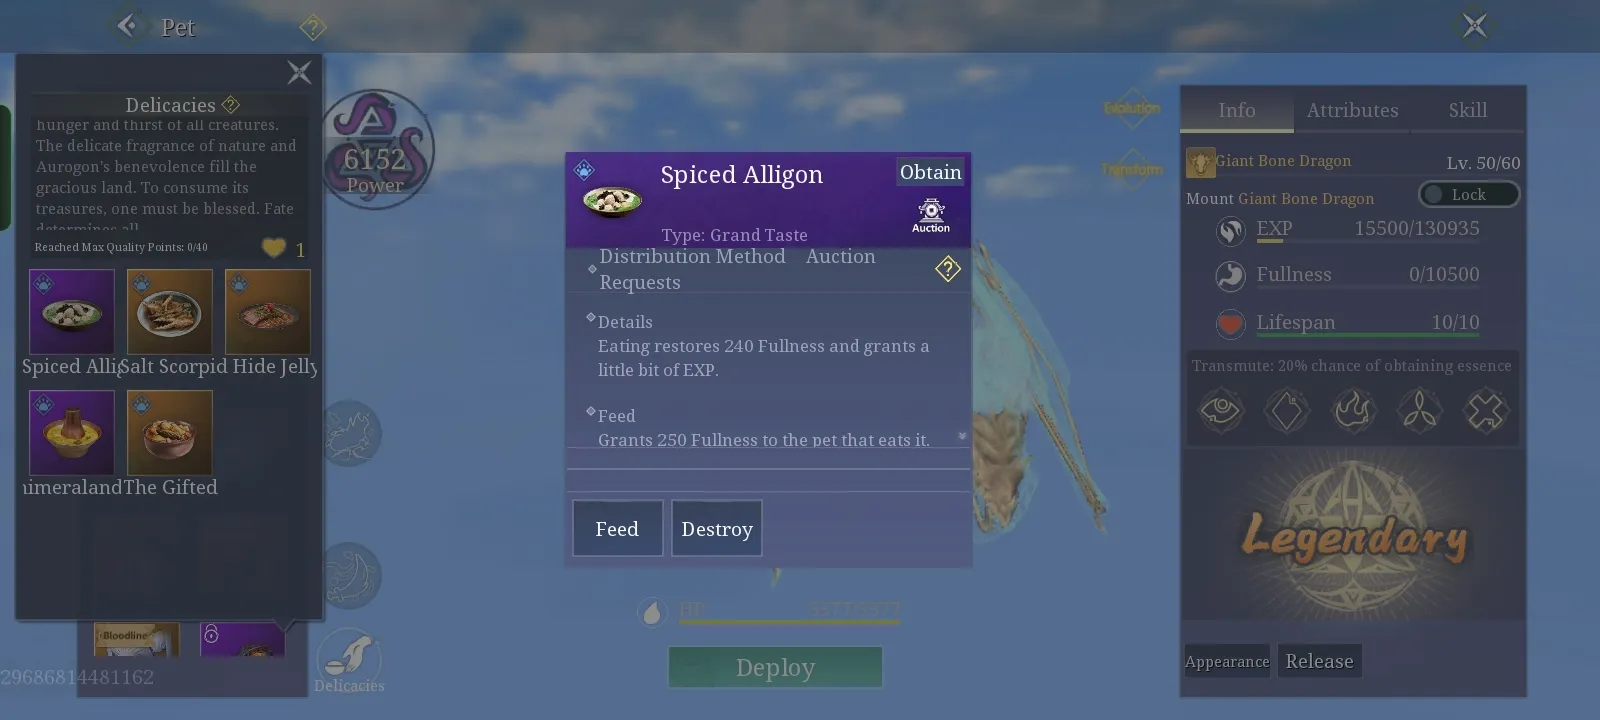 Pet
Delicacies
hunger and thirst of all creatures.
The delicate fragrance of nature and
Aurogon's benevolence fill the
gracious land. To consume its
treasures, one must be blessed. Fate
determines all.
Reached Max Quality Points: 0/40
1
Spiced Allig
Salt Scorpid
Hide Jelly
imeraland
The Gifted
Bloodline
29686814481162
6152
Power
Delicacies
Spiced Alligon
Obtain
Auction
Type: Grand Taste
Distribution Method Auction
Requests
Details
Eating restores 240 Fullness and grants a
little bit of EXP.
Feed
Grants 250 Fullness to the pet that eats it.
Feed
Destroy
HP
Deploy
Evolution
Transform
Info
Attributes
Skill
Giant Bone Dragon
Lv. 50/60
Mount Giant Bone Dragon
Lock
EXP 15500/130935
Fullness 0/10500
Lifespan 10/10
Transmute: 20% chance of obtaining essence
Legendary
Appearance
Release